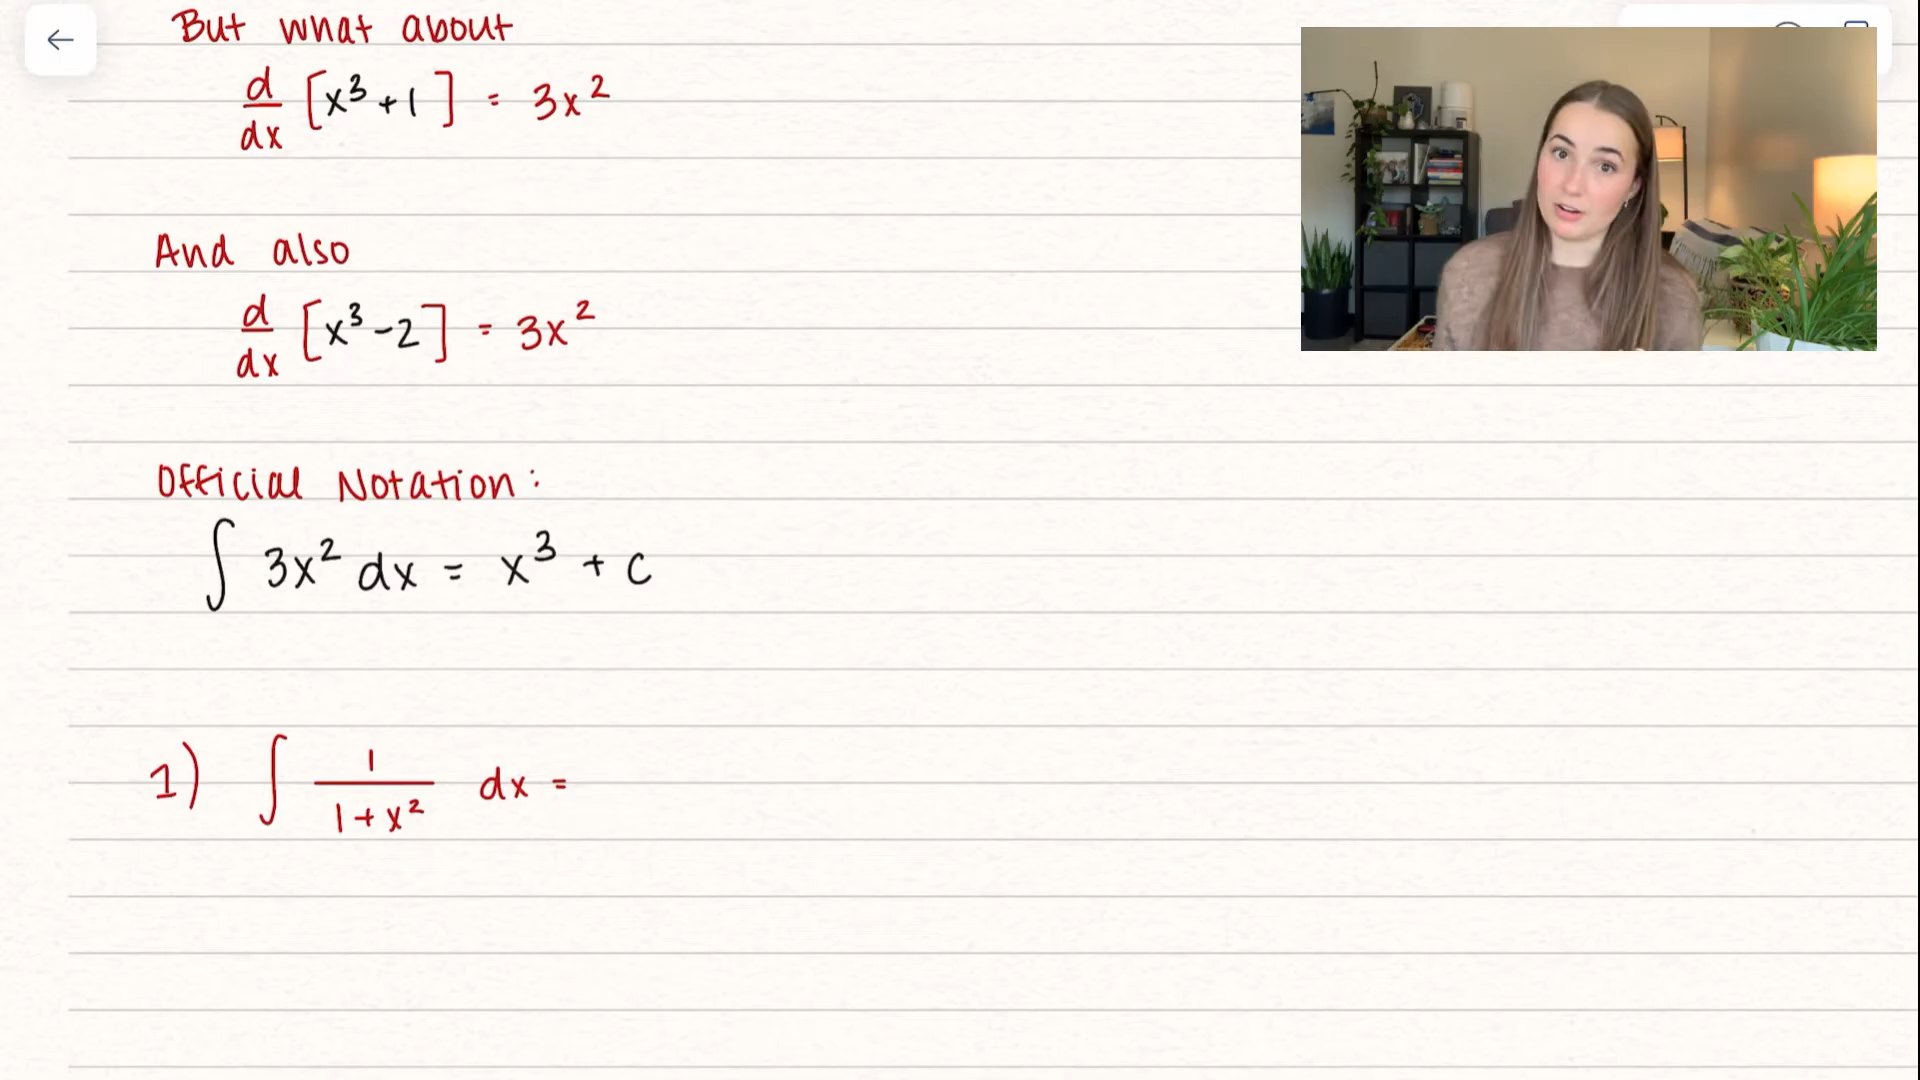 But what about
d/dx [x³+1] = 3x²
And also
d/dx [x³-2] = 3x²
Official Notation:
∫ 3x² dx = x³ + c
1) ∫ 1/(1+x²) dx =